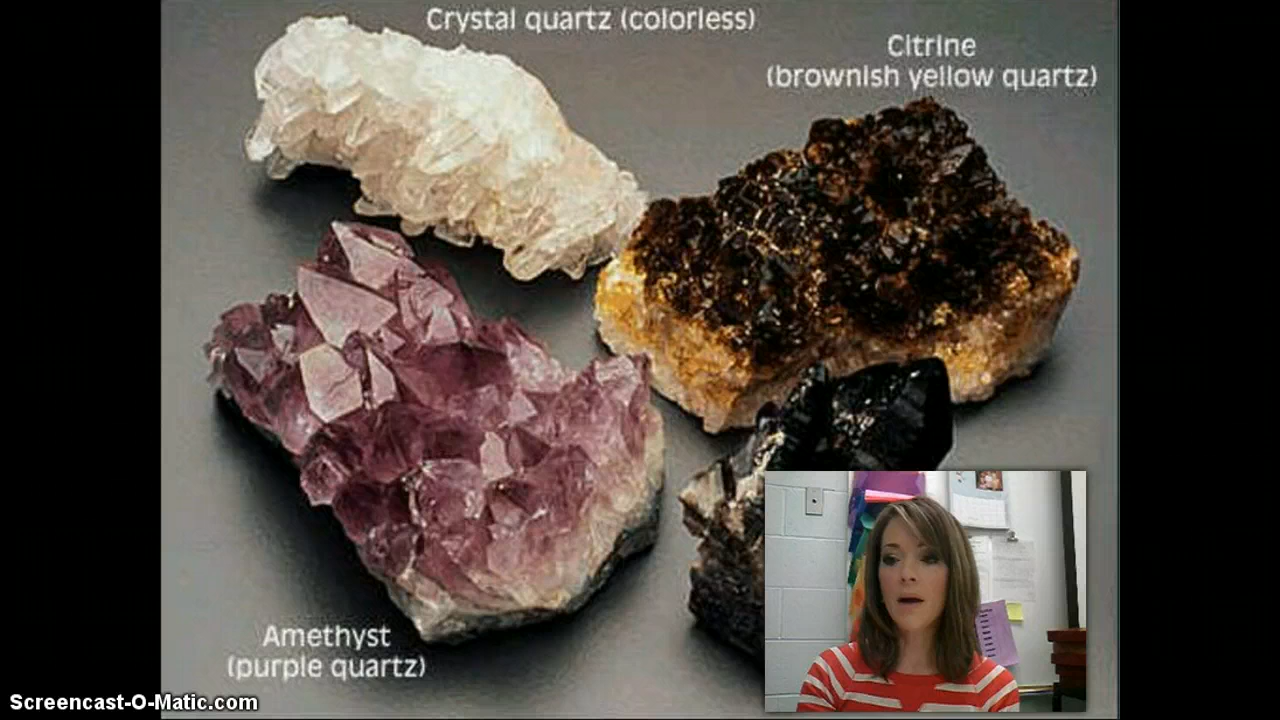 Crystal quartz (colorless)
Citrine
(brownish yellow quartz)
Amethyst
(purple quartz)
Screencast-O-Matic.com